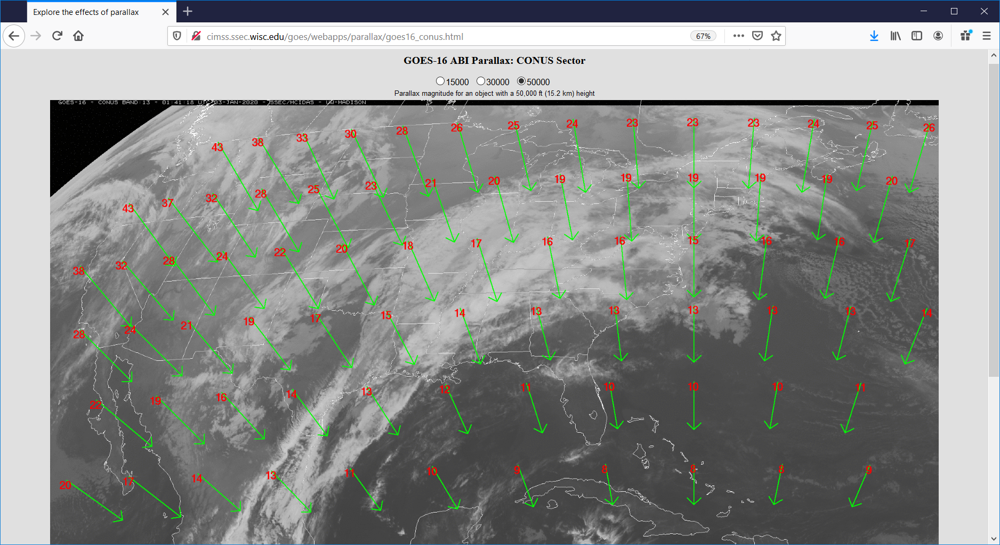 Explore the effects of parallax
cimss.ssec.wisc.edu/goes/webapps/parallax/goes16_conus.html 67%
GOES-16 ABI Parallax: CONUS Sector
15000 30000 50000
Parallax magnitude for an object with a 50,000 ft (15.2 km) height
GOES-16 - CONUS BAND:13 - 01:41:18 UTC 03-JAN-2020 - SSEC/MCIDAS - UW-MADISON
43 38 33 30 28 26 25 24 23 23 23 24 25 26
43 37 32 28 25 23 21 20 19 19 19 19 19 20
38 32 28 24 22 20 18 17 16 16 15 16 16 17
28 24 21 19 17 15 14 13 13 13 13 13 14
22 19 16 14 13 12 11 10 10 10 11
20 17 14 13 11 10 9 8 8 8 9